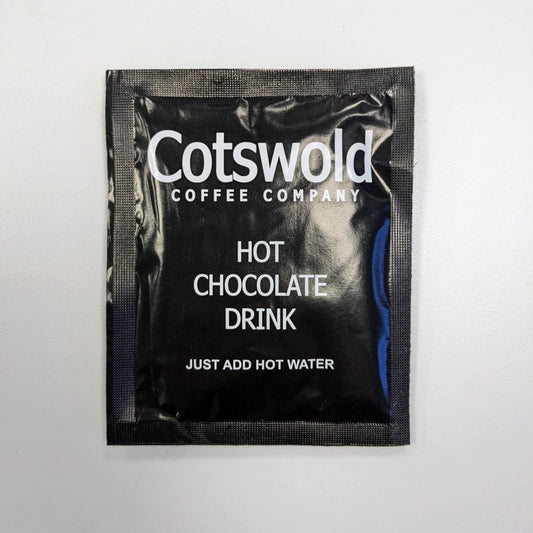 Cotswold
COFFEE COMPANY
HOT
CHOCOLATE
DRINK
JUST ADD HOT WATER